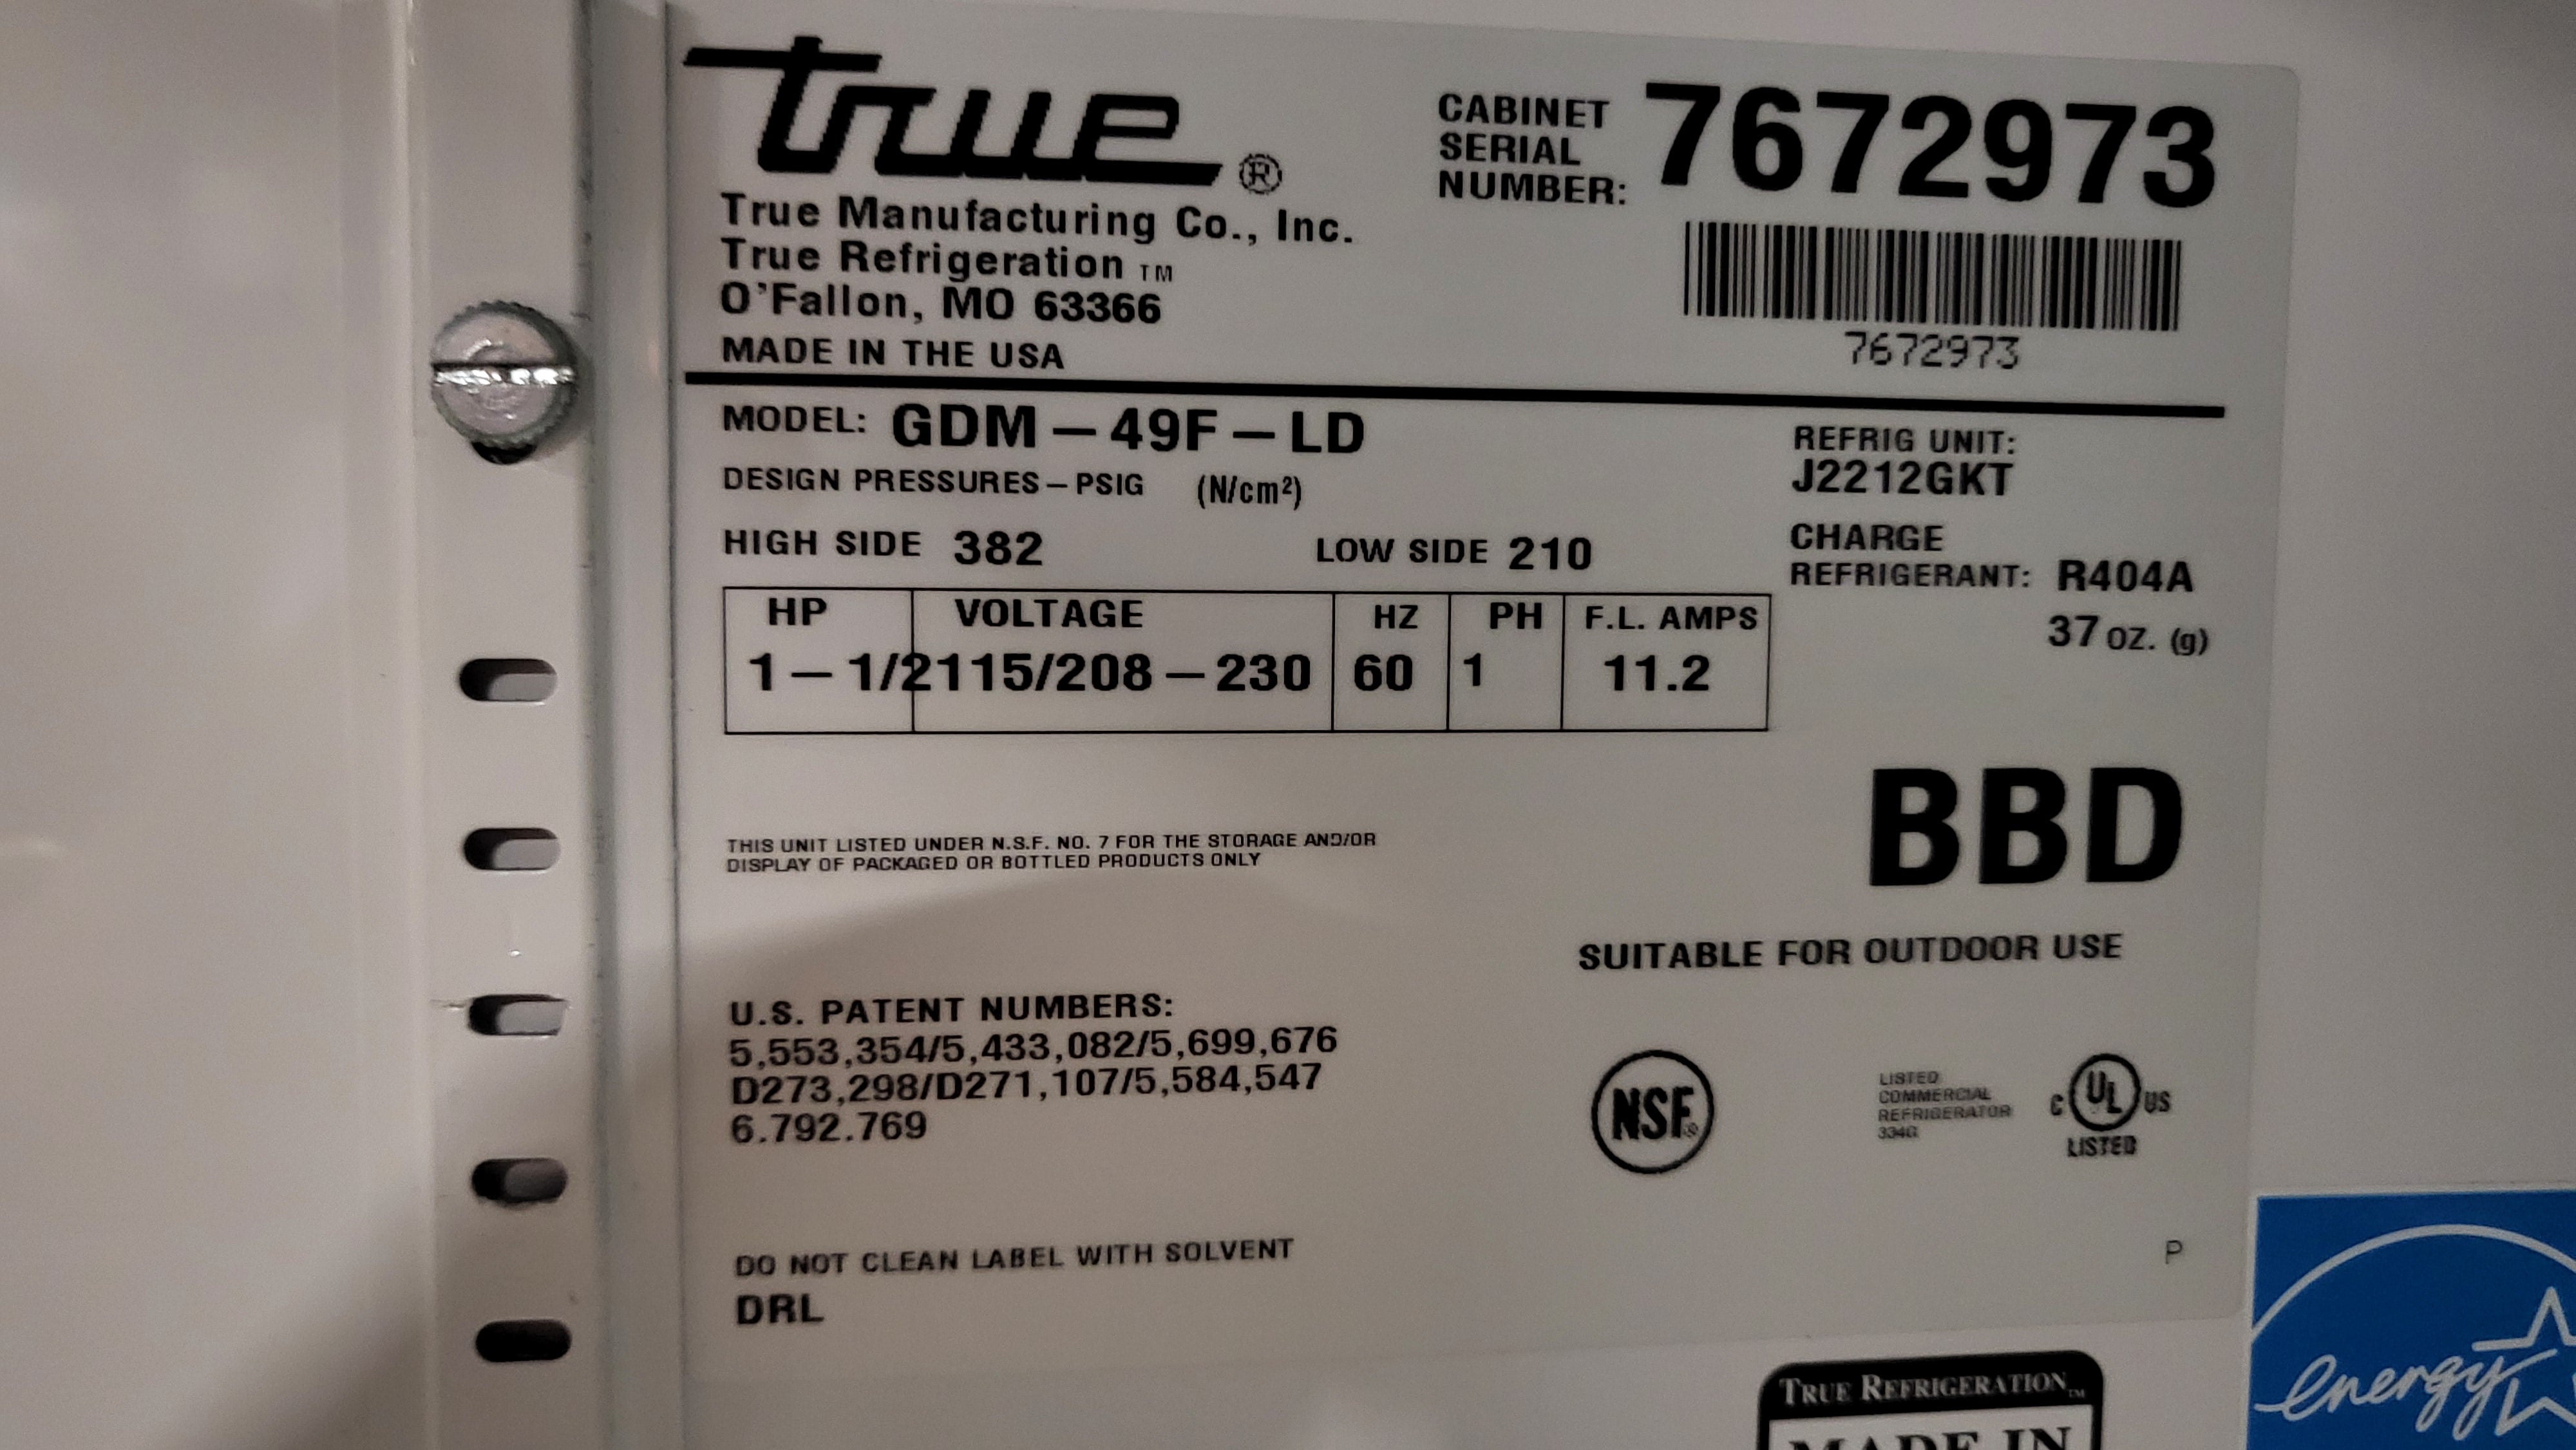 true®
True Manufacturing Co., Inc.
True Refrigeration TM
O'Fallon, MO 63366
MADE IN THE USA
CABINET
SERIAL
NUMBER: 7672973
7672973
MODEL: GDM – 49F – LD
DESIGN PRESSURES – PSIG (N/cm²)
HIGH SIDE 382 LOW SIDE 210
REFRIG UNIT:
J2212GKT
CHARGE
REFRIGERANT: R404A
37 oz. (g)
HP VOLTAGE HZ PH F.L. AMPS
1 – 1/2 115/208 – 230 60 1 11.2
BBD
THIS UNIT LISTED UNDER N.S.F. NO. 7 FOR THE STORAGE AND/OR
DISPLAY OF PACKAGED OR BOTTLED PRODUCTS ONLY
SUITABLE FOR OUTDOOR USE
U.S. PATENT NUMBERS:
5,553,354/5,433,082/5,699,676
D273,298/D271,107/5,584,547
6.792.769
NSF®
LISTED
COMMERCIAL
REFRIGERATOR
334G
C UL US
LISTED
P
DO NOT CLEAN LABEL WITH SOLVENT
DRL
TRUE REFRIGERATION TM
MADE IN
energy